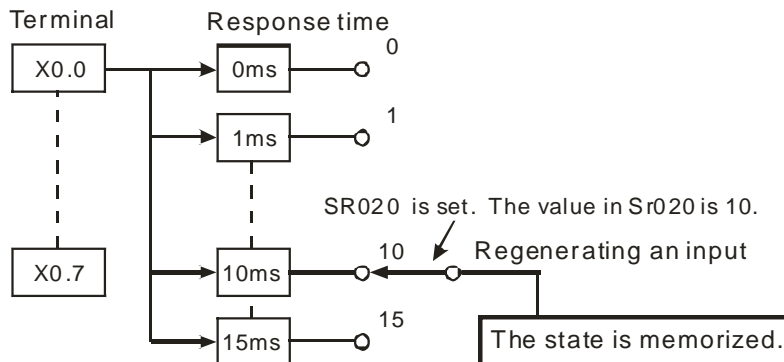 Terminal
Response time
X0.0
0ms
0
1ms
1
SR020 is set. The value in Sr020 is 10.
X0.7
10ms
10
Regenerating an input
15ms
15
The state is memorized.